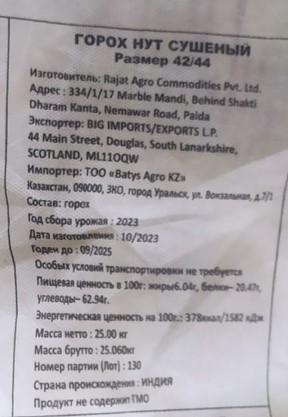 ГОРОХ НУТ СУШЕНЫЙ
Размер 42/44
Изготовитель: Rajat Agro Commodities Pvt. Ltd.
Адрес : 334/1/17 Marble Mandi, Behind Shakti
Dharam Kanta, Nemawar Road, Palda
Экспортер: BIG IMPORTS/EXPORTS L.P.
44 Main Street, Douglas, South Lanarkshire,
SCOTLAND, ML110QW
Импортер: ТОО «Batys Agro KZ»
Казахстан, 090000, ЗКО, город Уральск, ул. Вокзальная, д.7/1
Состав: горох
Год сбора урожая : 2023
Дата изготовления : 10/2023
Годен до : 09/2025
Особых условий транспортировки не требуется
Пищевая ценность в 100г: жиры6.04г, белки– 20.47г,
углеводы– 62.94г.
Энергетическая ценность на 100г.: 378ккал/1582 кДж
Масса нетто : 25.00 кг
Масса брутто : 25.060кг
Номер партии (Лот) : 130
Страна происхождения : ИНДИЯ
Продукт не содержит ГМО